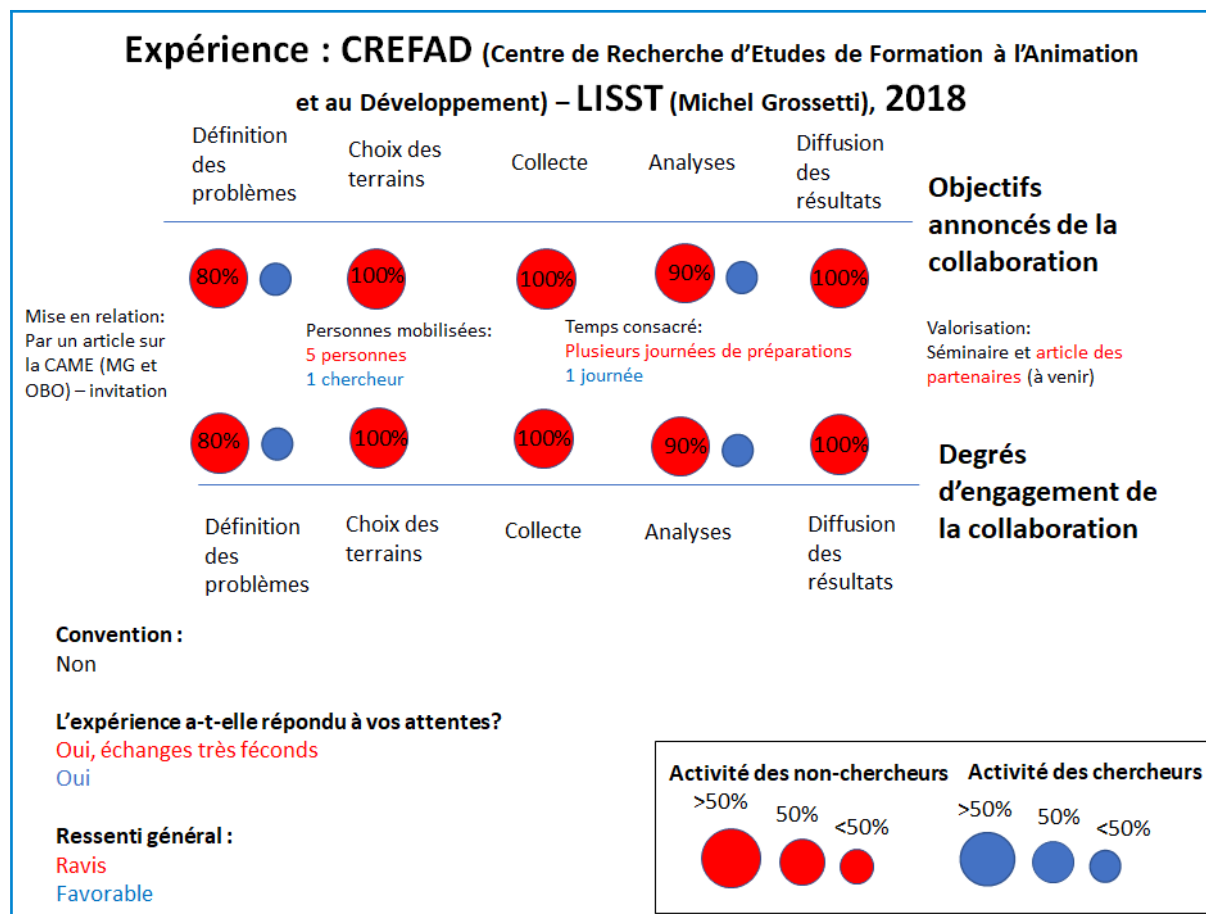 Expérience : CREFAD (Centre de Recherche d'Etudes de Formation à l'Animation
et au Développement) – LISST (Michel Grossetti), 2018
Définition
des
problèmes
Choix des
terrains
Collecte
Analyses
Diffusion
des
résultats
Objectifs
annoncés de la
collaboration
80%
100%
100%
90%
100%
Mise en relation:
Par un article sur
la CAME (MG et
OBO) – invitation
Personnes mobilisées:
5 personnes
1 chercheur
Temps consacré:
Plusieurs journées de préparations
1 journée
Valorisation:
Séminaire et article des
partenaires (à venir)
80%
100%
100%
90%
100%
Degrés
d'engagement de
la collaboration
Définition
des
problèmes
Choix des
terrains
Collecte
Analyses
Diffusion
des
résultats
Convention :
Non
L'expérience a-t-elle répondu à vos attentes?
Oui, échanges très féconds
Oui
Ressenti général :
Ravis
Favorable
Activité des non-chercheurs
>50%
50%
<50%
Activité des chercheurs
>50%
50%
<50%